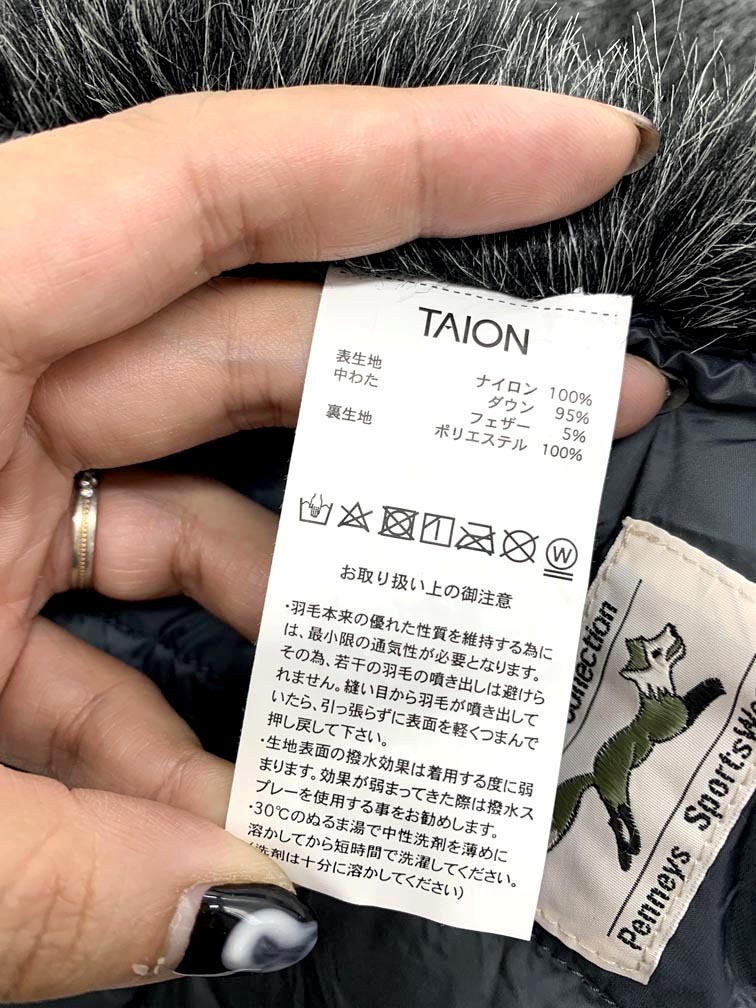 TAION
表生地 ナイロン 100%
中わた ダウン 95%
フェザー 5%
裏生地 ポリエステル 100%
W
お取り扱い上の御注意
・羽毛本来の優れた性質を維持する為に
は、最小限の通気性が必要となります。
その為、若干の羽毛の噴き出しは避けら
れません。縫い目から羽毛が噴き出して
いたら、引っ張らずに表面を軽くつまんで
押し戻して下さい。
・生地表面の撥水効果は着用する度に弱
まります。効果が弱まってきた際は撥水ス
プレーを使用する事をお勧めします。
・30℃のぬるま湯で中性洗剤を薄めに
溶かしてから短時間で洗濯してください。
(洗剤は十分に溶かしてください)
Penneys SportsW